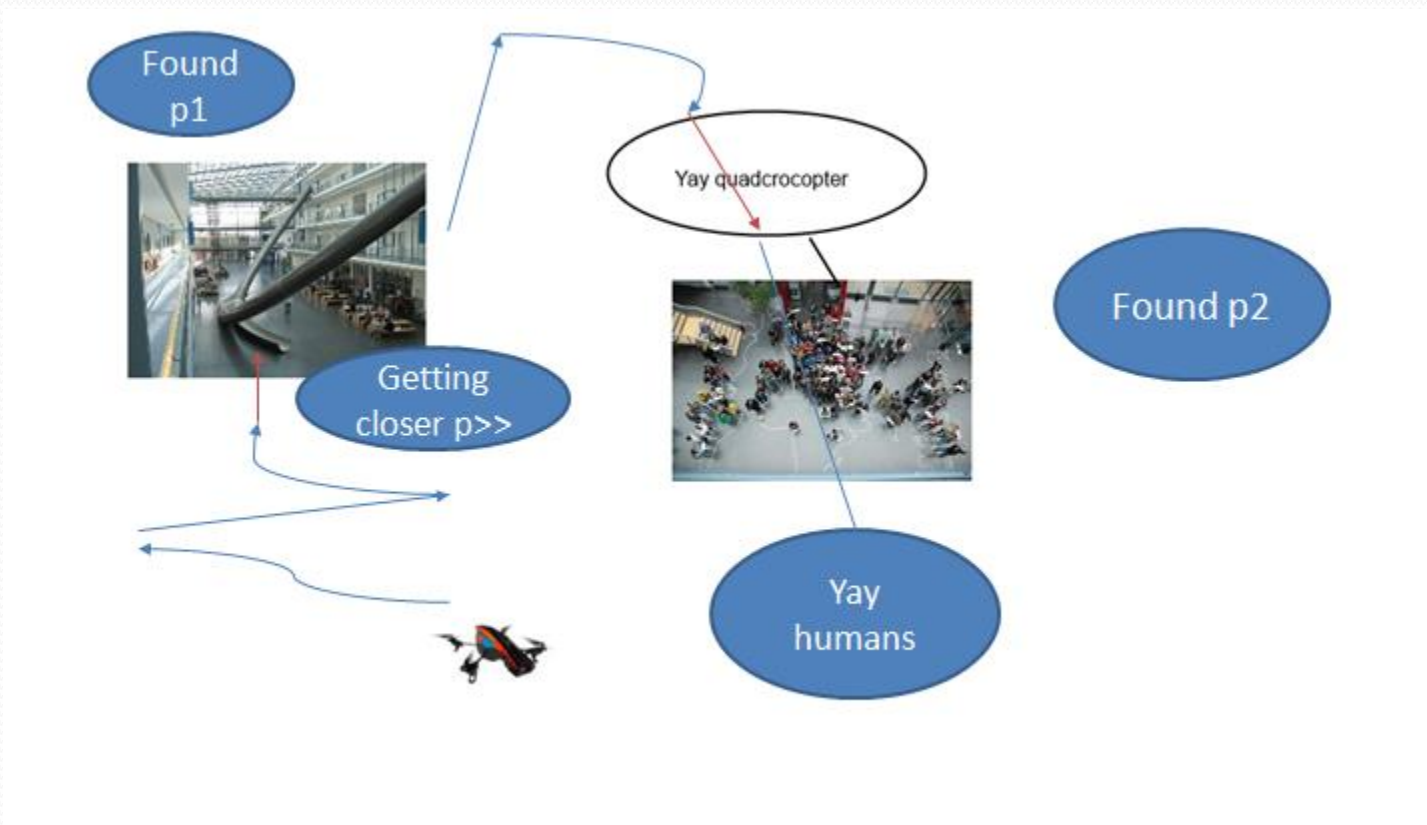 Found
p1
Yay quadcrocopter
Found p2
Getting
closer p>>
Yay
humans